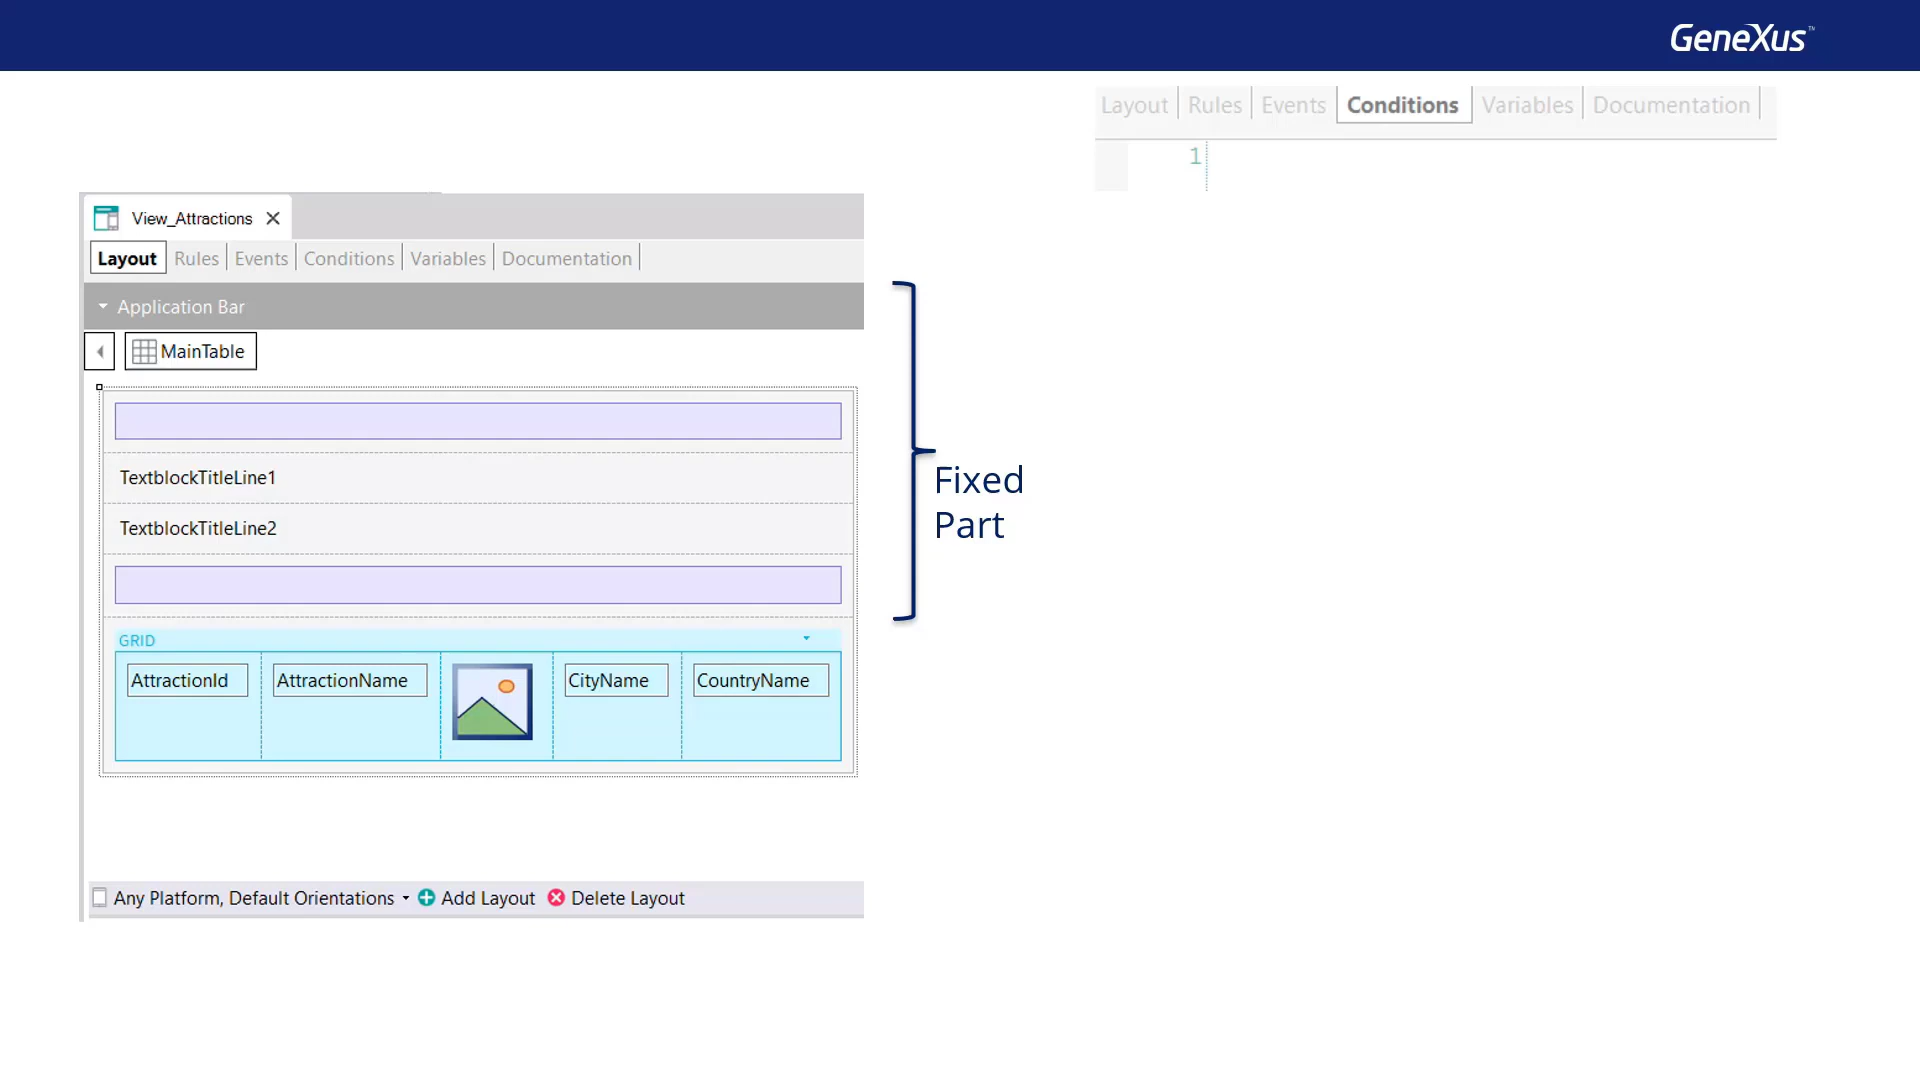 GeneXus™
Layout Rules Events Conditions Variables Documentation
1
View_Attractions
Layout Rules Events Conditions Variables Documentation
Application Bar
MainTable
TextblockTitleLine1
TextblockTitleLine2
Fixed
Part
GRID
AttractionId AttractionName CityName CountryName
Any Platform, Default Orientations Add Layout Delete Layout